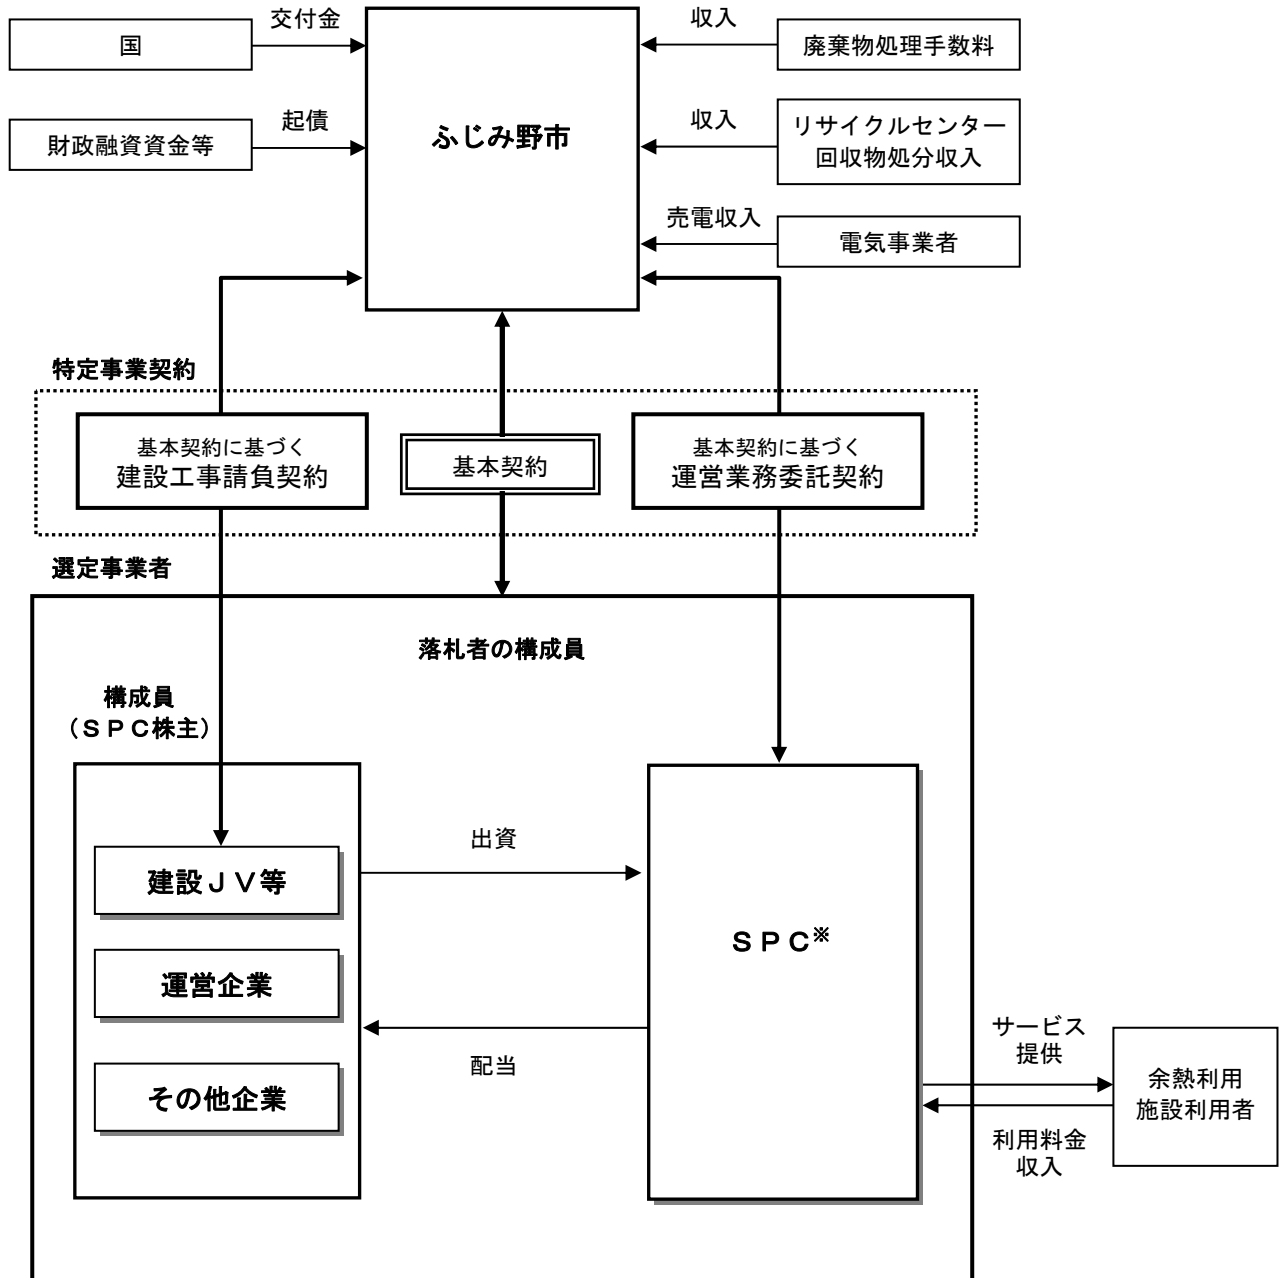 交付金
国
起債
財政融資資金等
ふじみ野市
収入
廃棄物処理手数料
収入
リサイクルセンター
回収物処分収入
売電収入
電気事業者
特定事業契約
基本契約に基づく
建設工事請負契約
基本契約
基本契約に基づく
運営業務委託契約
選定事業者
落札者の構成員
構成員
（ＳＰＣ株主）
建設ＪＶ等
運営企業
その他企業
出資
配当
ＳＰＣ※
サービス
提供
利用料金
収入
余熱利用
施設利用者